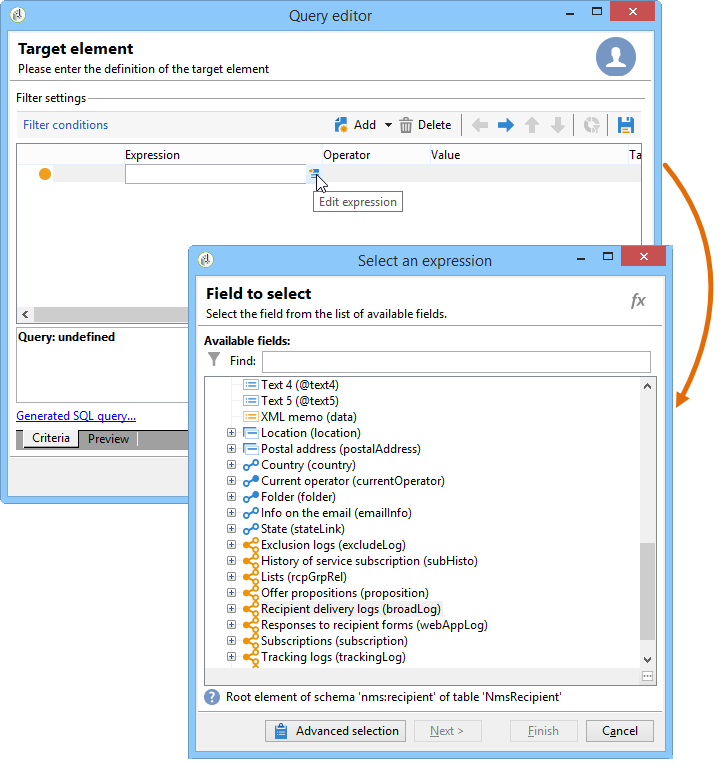 Query editor
Target element
Please enter the definition of the target element
Filter settings
Filter conditions Add Delete
Expression Operator Value Ta
Edit expression
Query: undefined
Generated SQL query...
Criteria Preview
Select an expression
Field to select
Select the field from the list of available fields.
fx
Available fields:
Find:
Text 4 (@text4)
Text 5 (@text5)
XML memo (data)
Location (location)
Postal address (postalAddress)
Country (country)
Current operator (currentOperator)
Folder (folder)
Info on the email (emailInfo)
State (stateLink)
Exclusion logs (excludeLog)
History of service subscription (subHisto)
Lists (rcpGrpRel)
Offer propositions (proposition)
Recipient delivery logs (broadLog)
Responses to recipient forms (webAppLog)
Subscriptions (subscription)
Tracking logs (trackingLog)
Root element of schema 'nms:recipient' of table 'NmsRecipient'
Advanced selection Next > Finish Cancel